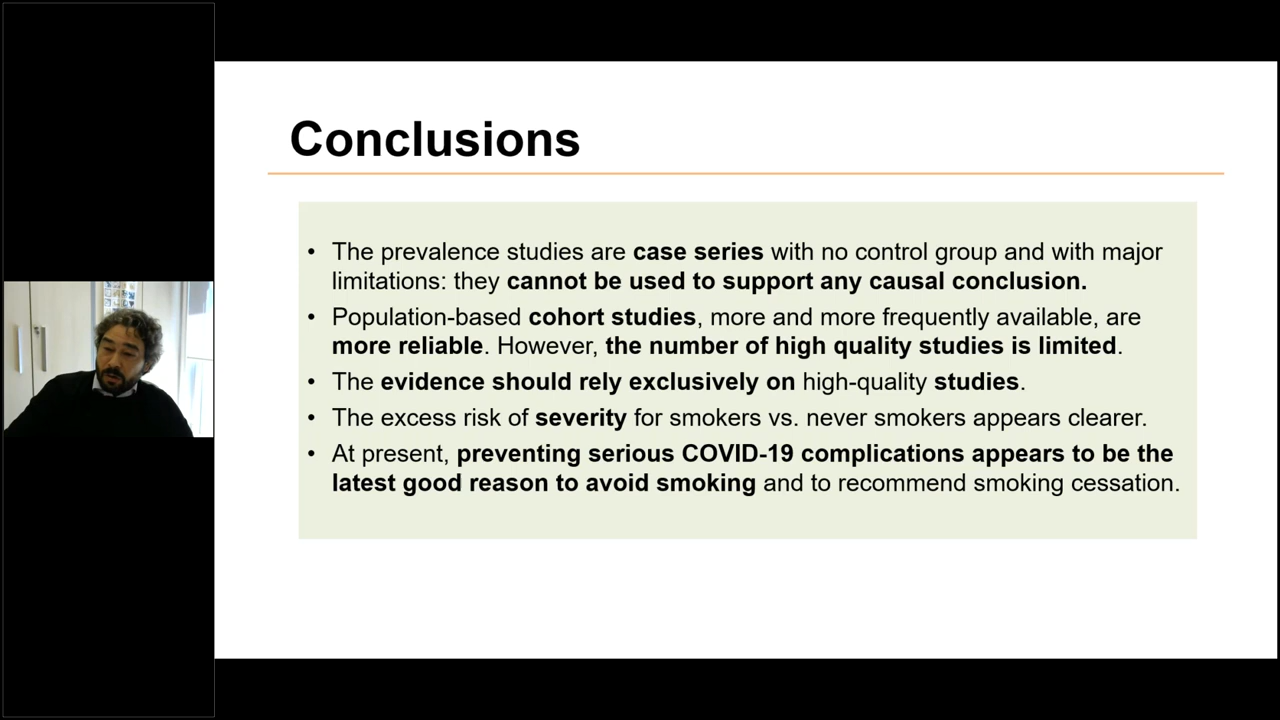 Conclusions
• The prevalence studies are case series with no control group and with major
limitations: they cannot be used to support any causal conclusion.
• Population-based cohort studies, more and more frequently available, are
more reliable. However, the number of high quality studies is limited.
• The evidence should rely exclusively on high-quality studies.
• The excess risk of severity for smokers vs. never smokers appears clearer.
• At present, preventing serious COVID-19 complications appears to be the
latest good reason to avoid smoking and to recommend smoking cessation.